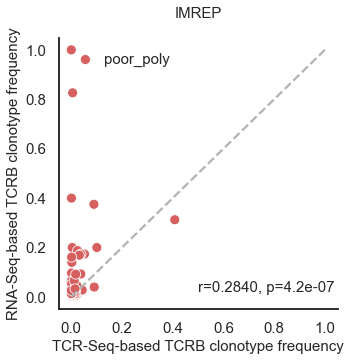 IMREP
RNA-Seq-based TCRB clonotype frequency
1.0
0.8
0.6
0.4
0.2
0.0
poor_poly
r=0.2840, p=4.2e-07
0.0 0.2 0.4 0.6 0.8 1.0
TCR-Seq-based TCRB clonotype frequency